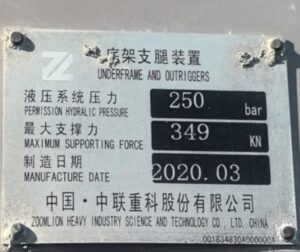 底架支腿装置
UNDERFRAME AND OUTRIGGERS
液压系统压力 250 bar
PERMISSION HYDRALIC PRESSURE
最大支撑力 349 KN
MAXIMUM SUPPORTING FORCE
制造日期 2020.03
MANUFACTURE DATE
中国·中联重科股份有限公司
ZOOMLION HEAVY INDUSTRY SCIENCE AND TECHNOLOGY CO., LTD. CHINA